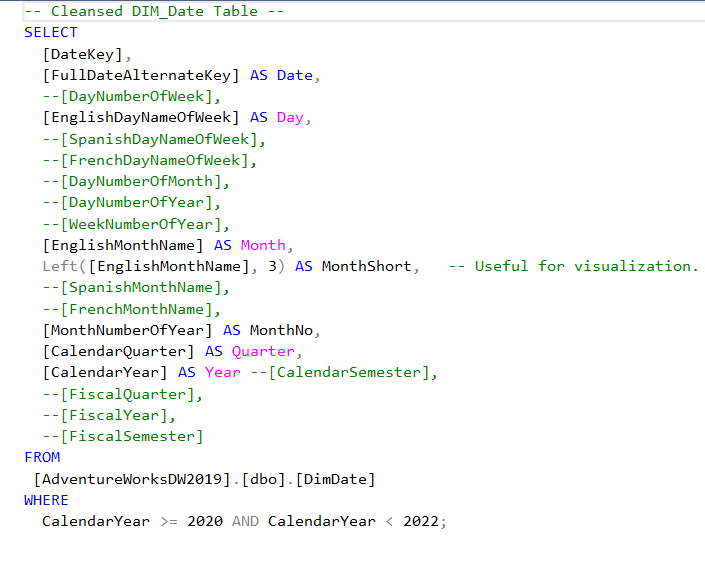 -- Cleansed DIM_Date Table --
SELECT
[DateKey],
[FullDateAlternateKey] AS Date,
--[DayNumberOfWeek],
[EnglishDayNameOfWeek] AS Day,
--[SpanishDayNameOfWeek],
--[FrenchDayNameOfWeek],
--[DayNumberOfMonth],
--[DayNumberOfYear],
--[WeekNumberOfYear],
[EnglishMonthName] AS Month,
Left([EnglishMonthName], 3) AS MonthShort,   -- Useful for visualization.
--[SpanishMonthName],
--[FrenchMonthName],
[MonthNumberOfYear] AS MonthNo,
[CalendarQuarter] AS Quarter,
[CalendarYear] AS Year --[CalendarSemester],
--[FiscalQuarter],
--[FiscalYear],
--[FiscalSemester]
FROM
[AdventureWorksDW2019].[dbo].[DimDate]
WHERE
CalendarYear >= 2020 AND CalendarYear < 2022;